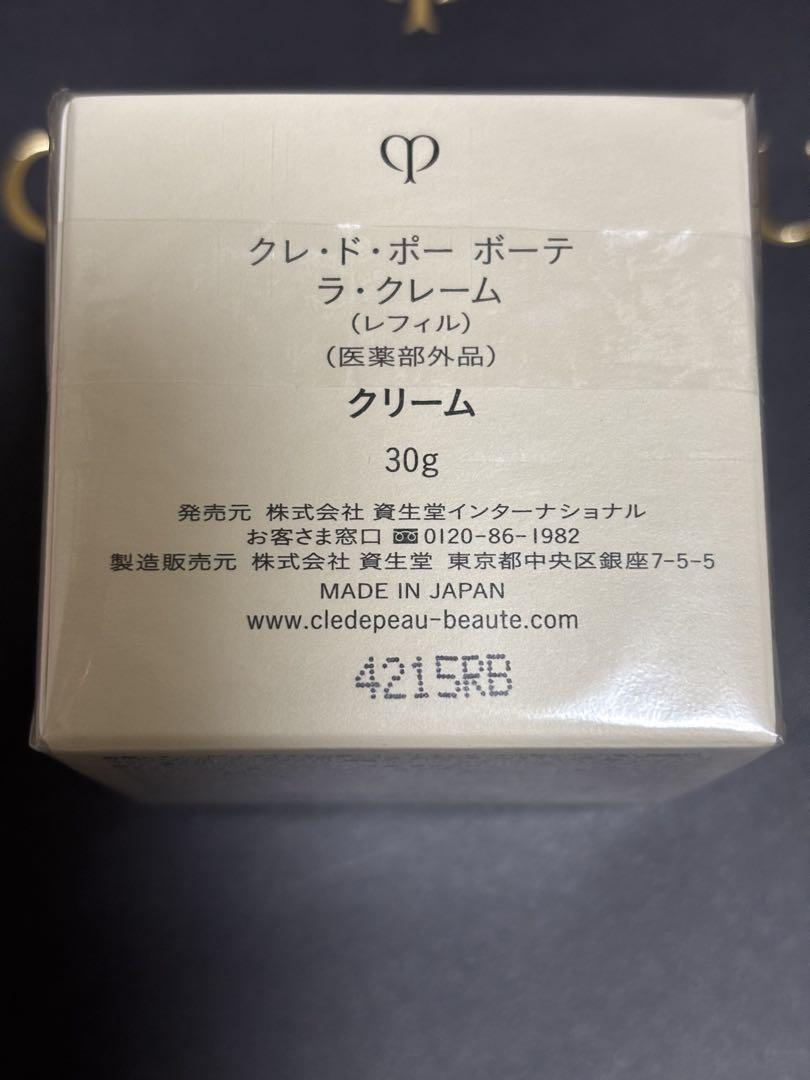 クレ・ド・ポー ボーテ
ラ・クレーム
(レフィル)
(医薬部外品)
クリーム
30g
発売元 株式会社 資生堂インターナショナル
お客さま窓口 0120-86-1982
製造販売元 株式会社 資生堂 東京都中央区銀座7-5-5
MADE IN JAPAN
www.cledepeau-beaute.com
4215RB